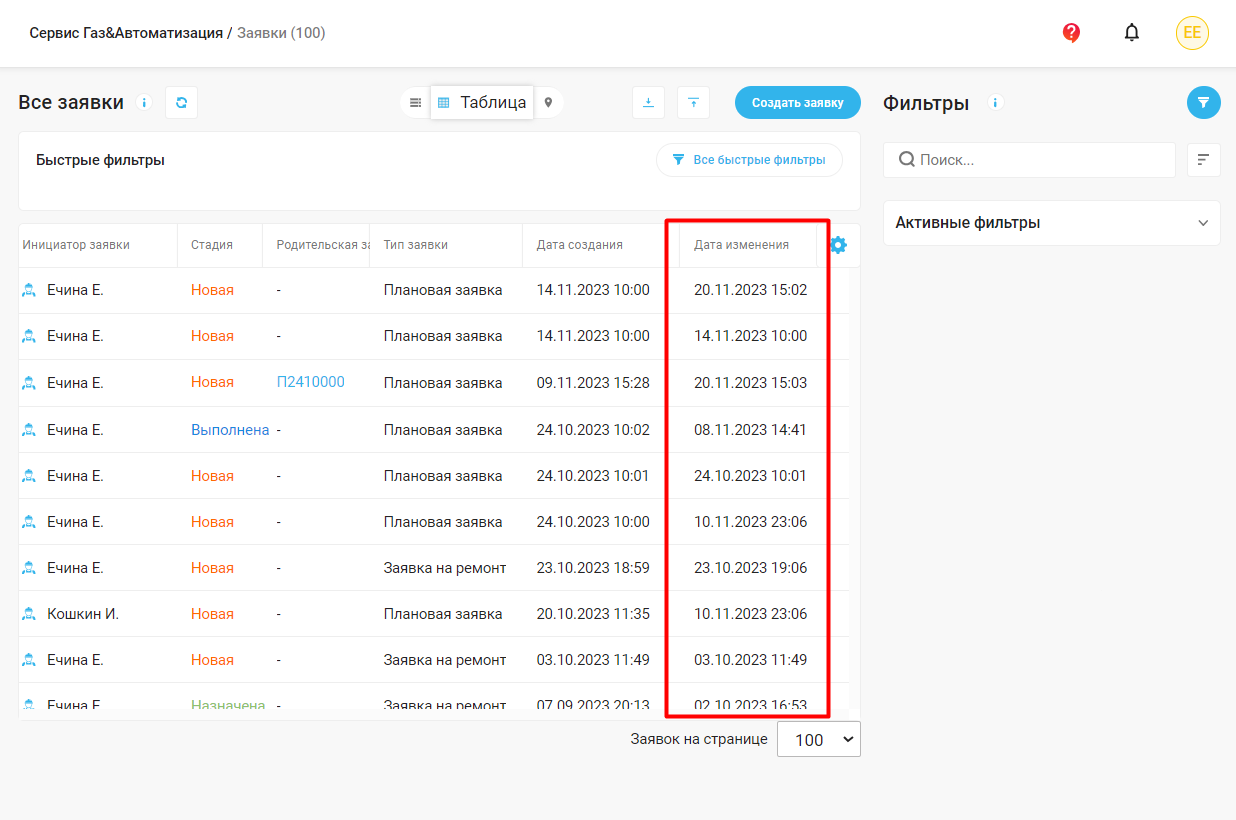 Сервис Газ&Автоматизация / Заявки (100)
EE
Все заявки
Таблица
Создать заявку
Фильтры
Быстрые фильтры
Все быстрые фильтры
Поиск...
Активные фильтры
Инициатор заявки Стадия Родительская за Тип заявки Дата создания Дата изменения
Ечина Е. Новая - Плановая заявка 14.11.2023 10:00 20.11.2023 15:02
Ечина Е. Новая - Плановая заявка 14.11.2023 10:00 14.11.2023 10:00
Ечина Е. Новая П2410000 Плановая заявка 09.11.2023 15:28 20.11.2023 15:03
Ечина Е. Выполнена - Плановая заявка 24.10.2023 10:02 08.11.2023 14:41
Ечина Е. Новая - Плановая заявка 24.10.2023 10:01 24.10.2023 10:01
Ечина Е. Новая - Плановая заявка 24.10.2023 10:00 10.11.2023 23:06
Ечина Е. Новая - Заявка на ремонт 23.10.2023 18:59 23.10.2023 19:06
Кошкин И. Новая - Плановая заявка 20.10.2023 11:35 10.11.2023 23:06
Ечина Е. Новая - Заявка на ремонт 03.10.2023 11:49 03.10.2023 11:49
Ечина Е. Назначена - Заявка на ремонт 07.09.2023 20:13 02.10.2023 16:53
Заявок на странице 100